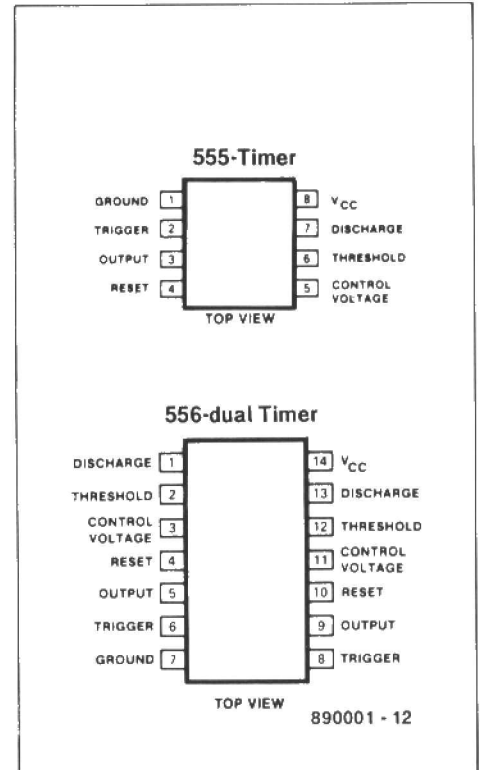 555-Timer
GROUND 1 8 VCC
TRIGGER 2 7 DISCHARGE
OUTPUT 3 6 THRESHOLD
RESET 4 5 CONTROL
VOLTAGE
TOP VIEW
556-dual Timer
DISCHARGE 1 14 VCC
THRESHOLD 2 13 DISCHARGE
CONTROL
VOLTAGE 3 12 THRESHOLD
RESET 4 11 CONTROL
VOLTAGE
OUTPUT 5 10 RESET
TRIGGER 6 9 OUTPUT
GROUND 7 8 TRIGGER
TOP VIEW
890001 - 12